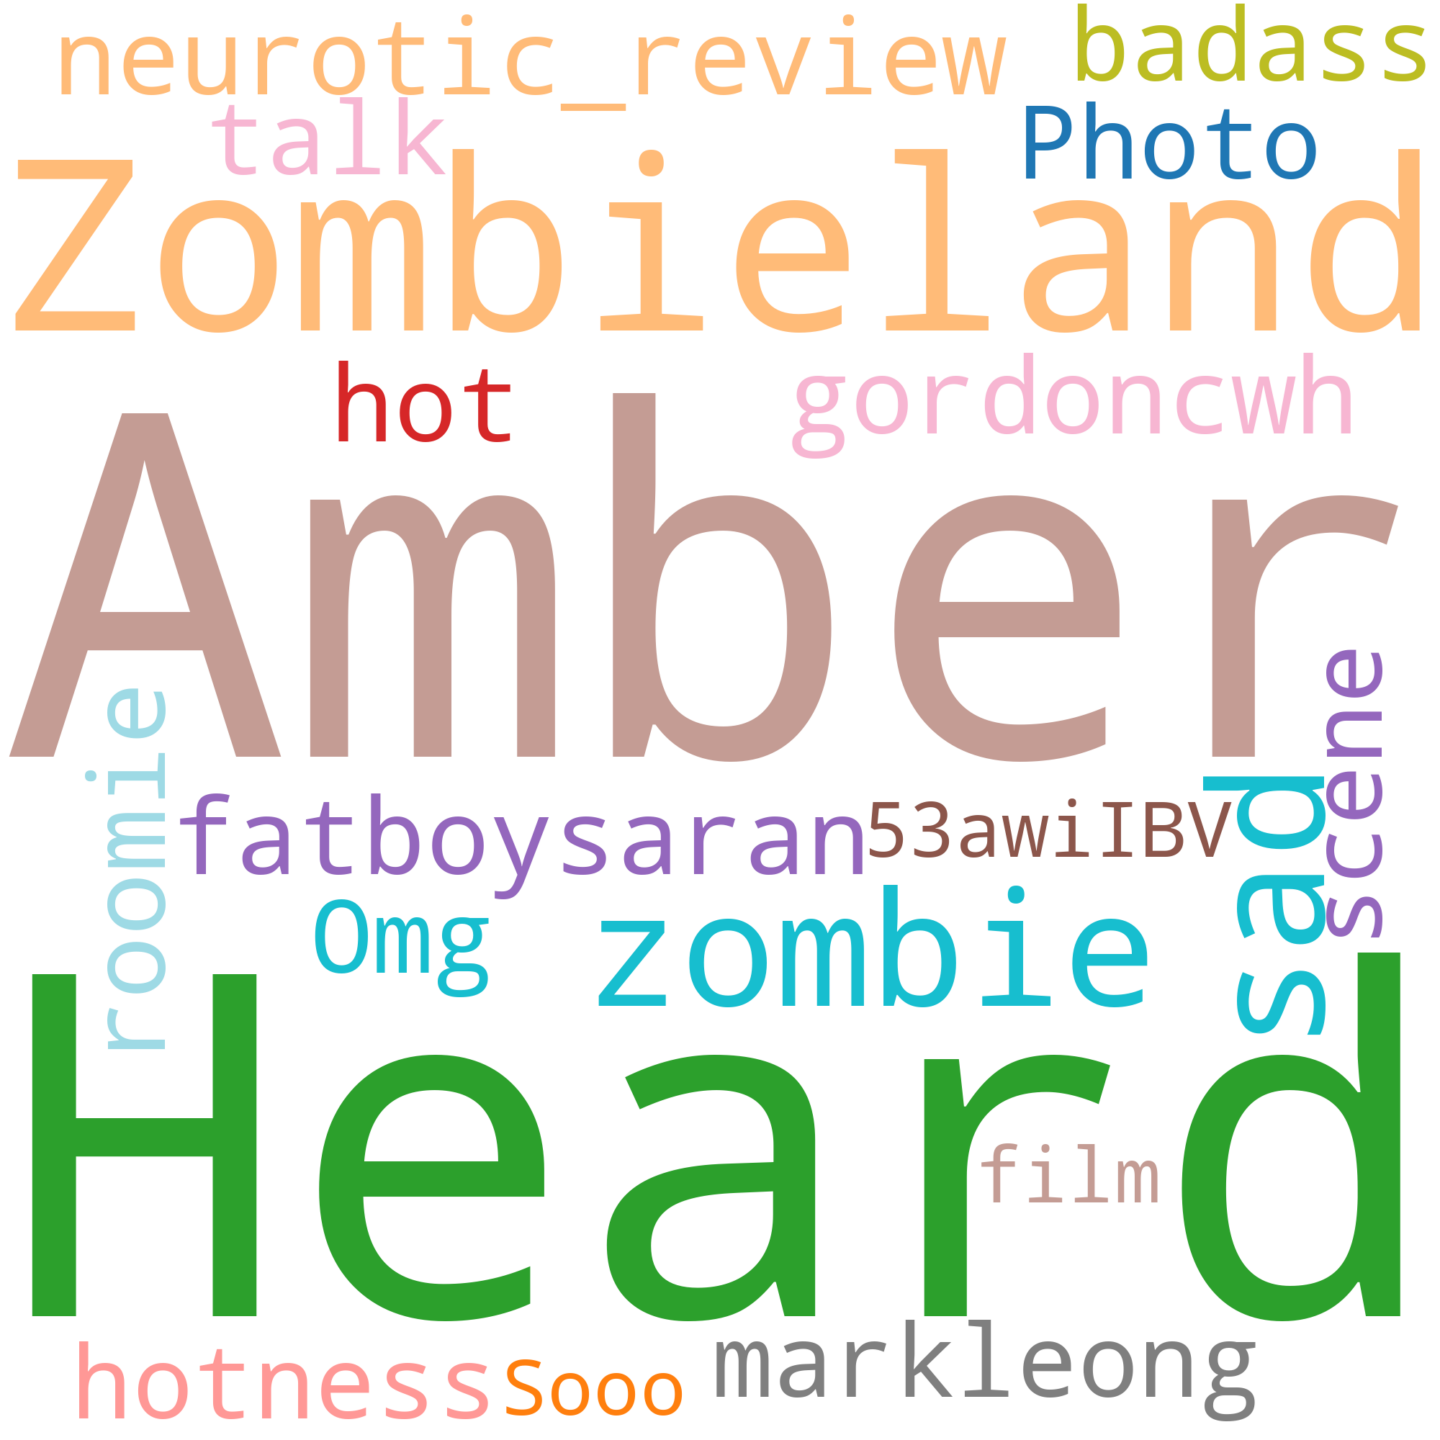 neurotic_review
badass
talk
Photo
Zombieland
hot
gordoncwh
Amber
roomie
scene
fatboysaran
53awiIBV
sad
Omg
zombie
Heard
film
hotness
Sooo
markleong